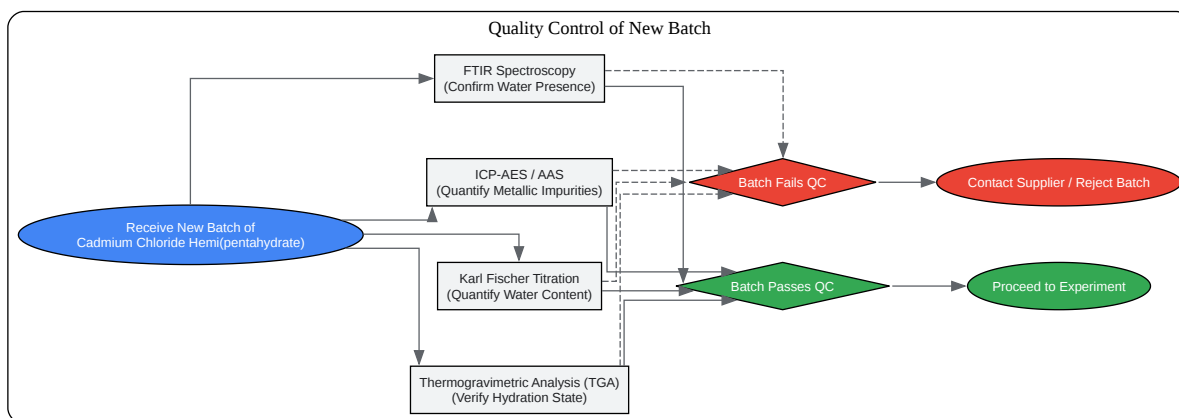 Quality Control of New Batch
FTIR Spectroscopy
(Confirm Water Presence)
ICP-AES / AAS
(Quantify Metallic Impurities)
Batch Fails QC
Contact Supplier / Reject Batch
Receive New Batch of
Cadmium Chloride Hemi(pentahydrate)
Karl Fischer Titration
(Quantify Water Content)
Batch Passes QC
Proceed to Experiment
Thermogravimetric Analysis (TGA)
(Verify Hydration State)